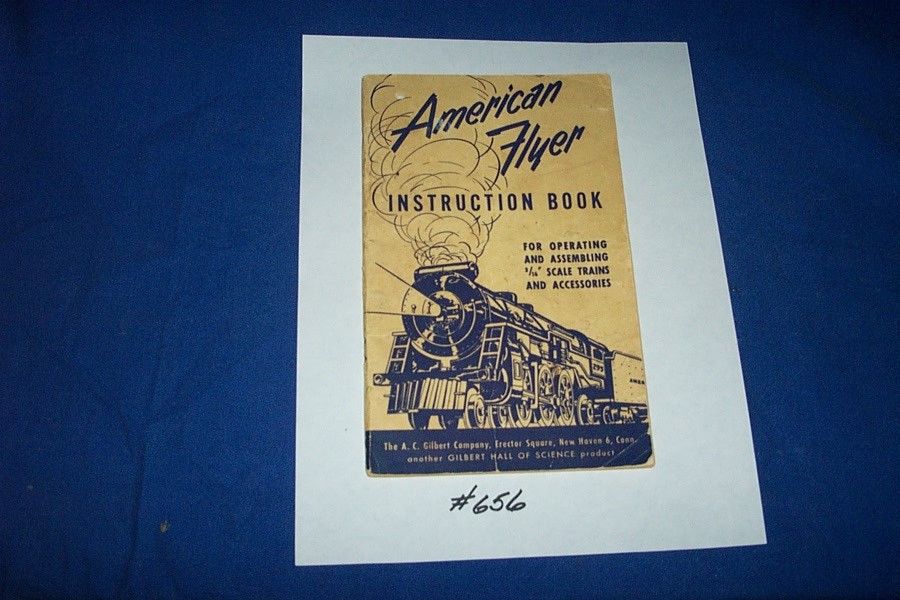 American
Flyer
INSTRUCTION BOOK
FOR OPERATING
AND ASSEMBLING
3/16" SCALE TRAINS
AND ACCESSORIES
The A. C. Gilbert Company, Erector Square, New Haven 6, Conn.
another GILBERT HALL OF SCIENCE product
#656